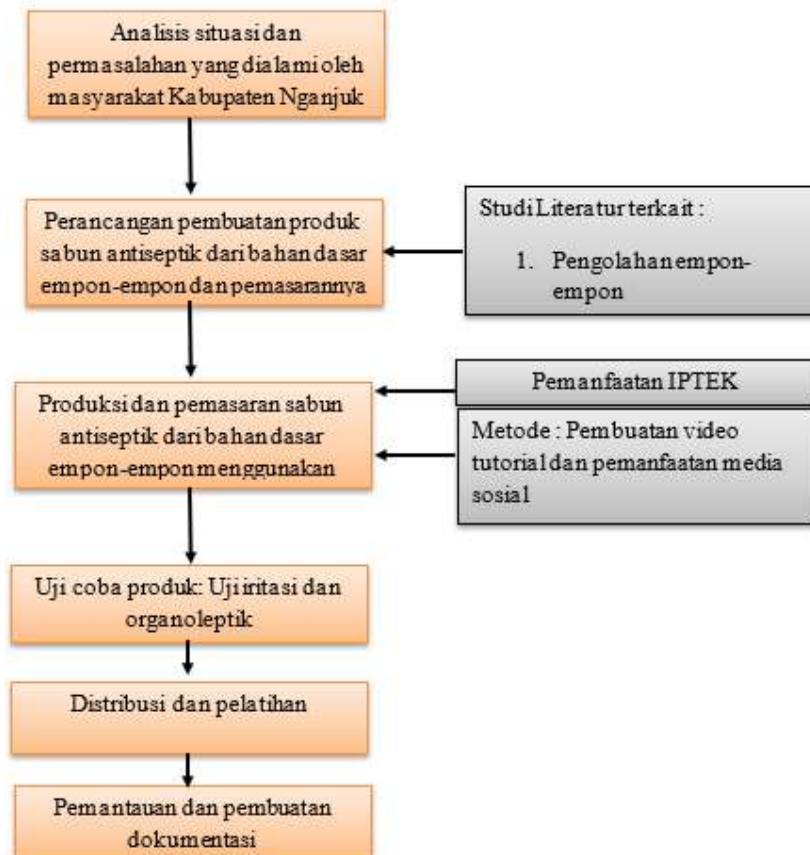 Analisis situasi dan
permasalahan yang dialami oleh
masyarakat Kabupaten Nganjuk
Perancangan pembuatan produk
sabun antiseptik dari bahan dasar
empon-empon dan pemasarannya
Studi Literatur terkait :
1. Pengolahan empon-
empon
Produksi dan pemasaran sabun
antiseptik dari bahan dasar
empon-empon menggunakan
Pemanfaatan IPTEK
Metode : Pembuatan video
tutorial dan pemanfaatan media
sosial
Uji coba produk: Uji iritasi dan
organoleptik
Distribusi dan pelatihan
Pemantauan dan pembuatan
dokumentasi